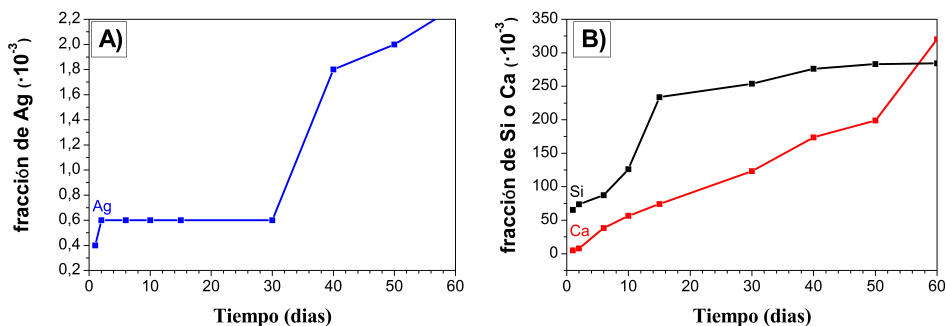 A)
fracción de Ag (·10⁻³)
2,2
2,0
1,8
1,6
1,4
1,2
1,0
0,8
0,6
0,4
0,2
Ag
0 10 20 30 40 50 60
Tiempo (dias)
B)
fracción de Si o Ca (·10⁻³)
350
300
250
200
150
100
50
0
Si
Ca
0 10 20 30 40 50 60
Tiempo (dias)